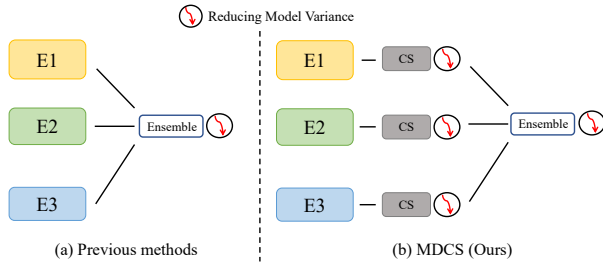 Reducing Model Variance
E1
E2
E3
Ensemble
(a) Previous methods
E1
CS
E2
CS
E3
CS
Ensemble
(b) MDCS (Ours)